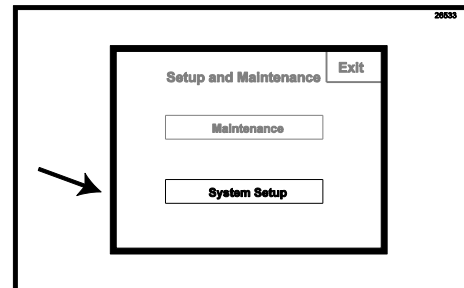 26533
Exit
Setup and Maintenance
Maintenance
System Setup